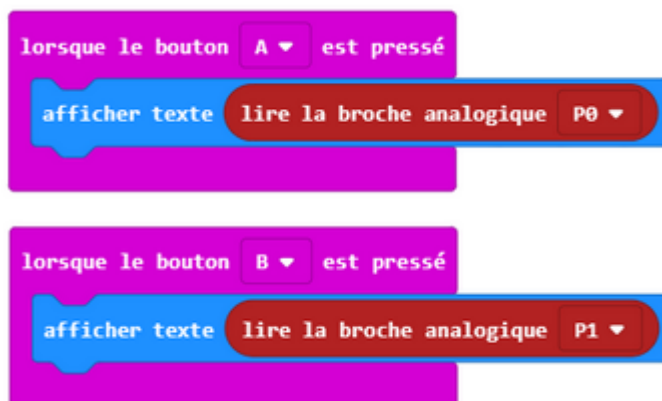 lorsque le bouton A est pressé
afficher texte lire la broche analogique P0
lorsque le bouton B est pressé
afficher texte lire la broche analogique P1